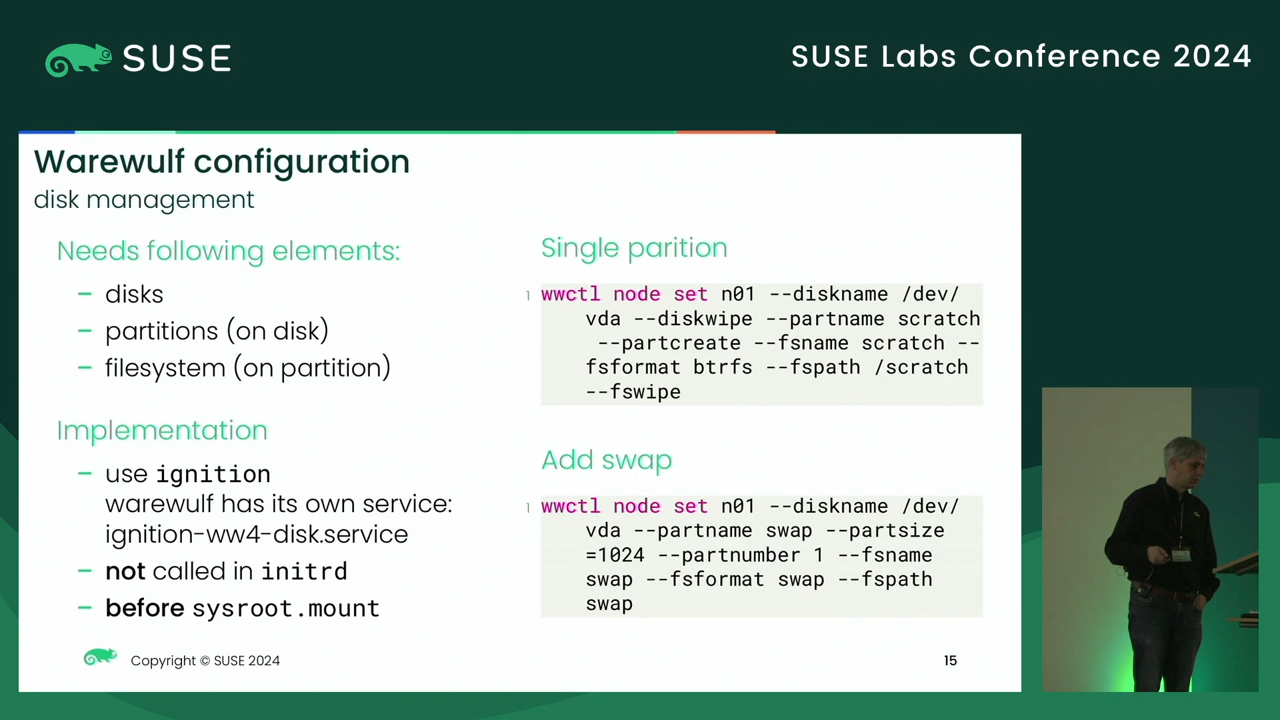 SUSE
SUSE Labs Conference 2024
Warewulf configuration
disk management
Needs following elements:
– disks
– partitions (on disk)
– filesystem (on partition)
Implementation
– use ignition
warewulf has its own service:
ignition-ww4-disk.service
– not called in initrd
– before sysroot.mount
Single parition
1 wwctl node set n01 --diskname /dev/
vda --diskwipe --partname scratch
--partcreate --fsname scratch --
fsformat btrfs --fspath /scratch
--fswipe
Add swap
1 wwctl node set n01 --diskname /dev/
vda --partname swap --partsize
=1024 --partnumber 1 --fsname
swap --fsformat swap --fspath
swap
Copyright © SUSE 2024
15